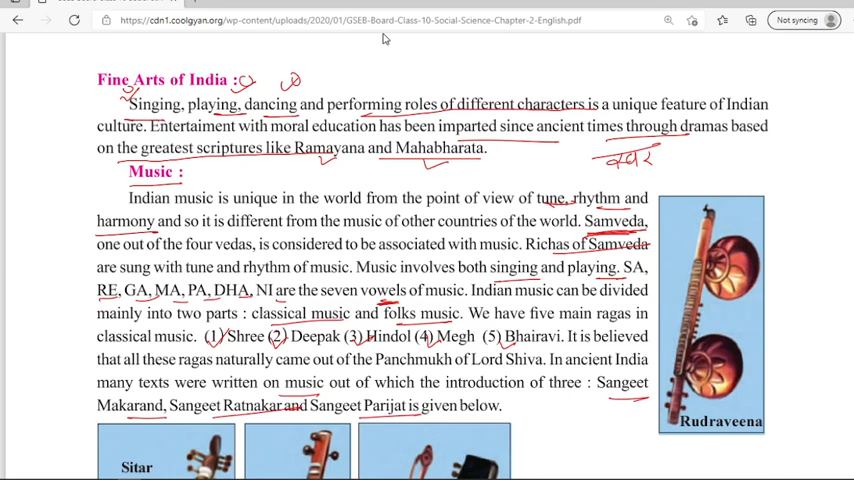 https://cdn1.coolgyan.org/wp-content/uploads/2020/01/GSEB-Board-Class-10-Social-Science-Chapter-2-English.pdf
Not syncing
Fine Arts of India :
Singing, playing, dancing and performing roles of different characters is a unique feature of Indian
culture. Entertaiment with moral education has been imparted since ancient times through dramas based
on the greatest scriptures like Ramayana and Mahabharata.
Music :
Indian music is unique in the world from the point of view of tune, rhythm and
harmony and so it is different from the music of other countries of the world. Samveda,
one out of the four vedas, is considered to be associated with music. Richas of Samveda
are sung with tune and rhythm of music. Music involves both singing and playing. SA,
RE, GA, MA, PA, DHA, NI are the seven vowels of music. Indian music can be divided
mainly into two parts : classical music and folks music. We have five main ragas in
classical music. (1) Shree (2) Deepak (3) Hindol (4) Megh (5) Bhairavi. It is believed
that all these ragas naturally came out of the Panchmukh of Lord Shiva. In ancient India
many texts were written on music out of which the introduction of three : Sangeet
Makarand, Sangeet Ratnakar and Sangeet Parijat is given below.
Rudraveena
Sitar